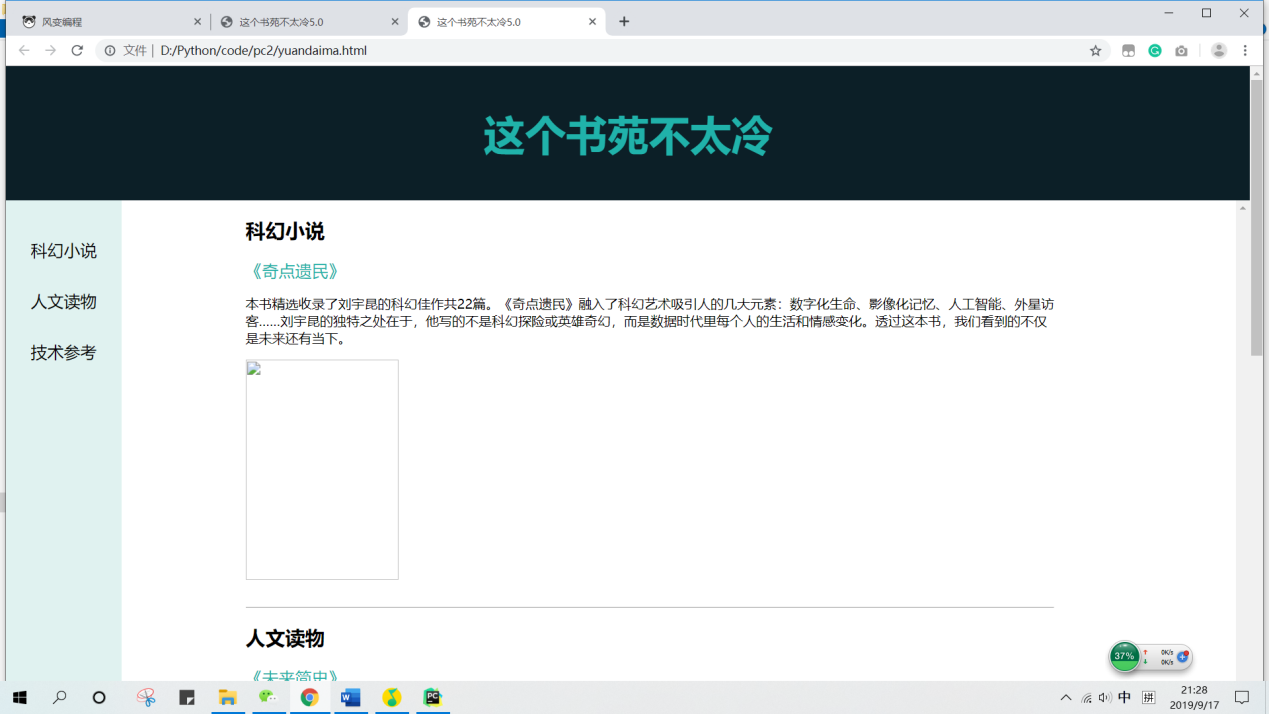 风变编程
这个书苑不太冷5.0
这个书苑不太冷5.0
文件 | D:/Python/code/pc2/yuandaima.html
这个书苑不太冷
科幻小说
人文读物
技术参考
科幻小说
《奇点遗民》
本书精选收录了刘宇昆的科幻佳作共22篇。《奇点遗民》融入了科幻艺术吸引人的几大元素：数字化生命、影像化记忆、人工智能、外星访
客......刘宇昆的独特之处在于，他写的不是科幻探险或英雄奇幻，而是数据时代里每个人的生活和情感变化。透过这本书，我们看到的不仅
是未来还有当下。
人文读物
《未来简史》
37%
0K/s
0K/s
中
拼
21:28
2019/9/17